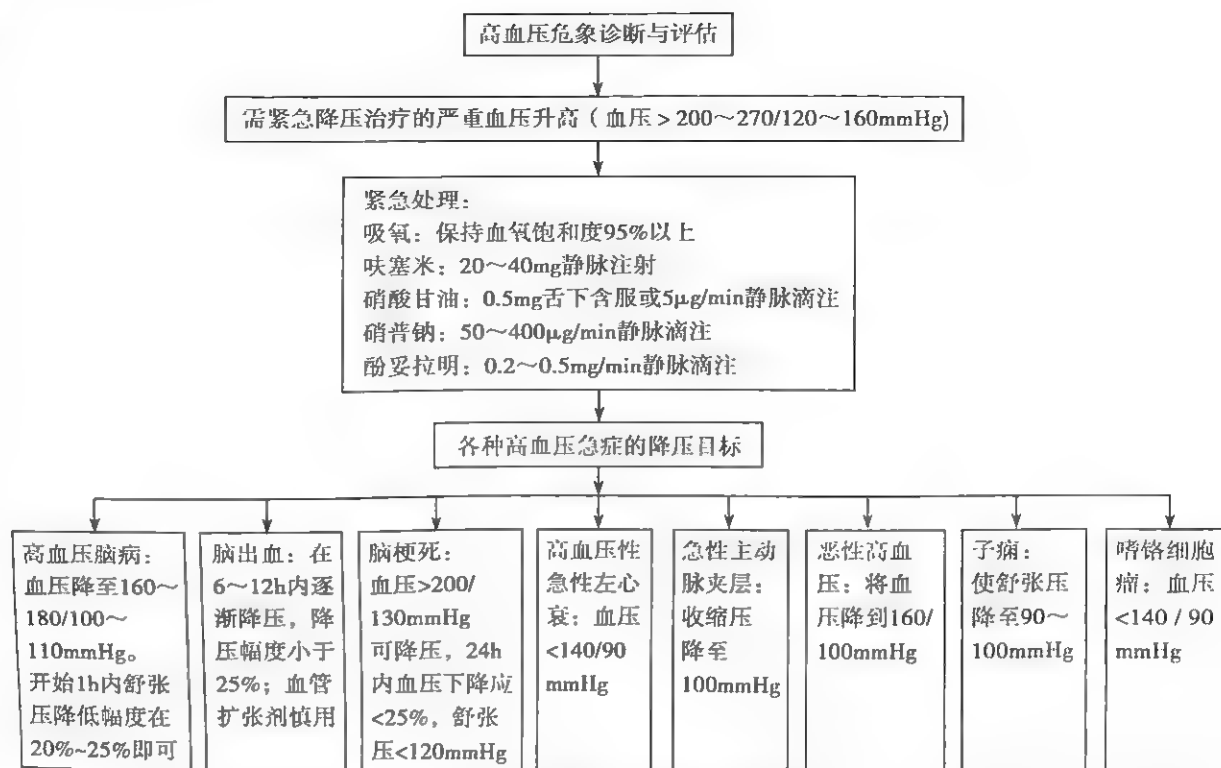 高血压危象诊断与评估
需紧急降压治疗的严重血压升高（血压＞200～270/120～160mmHg)
紧急处理：
吸氧：保持血氧饱和度95%以上
呋塞米：20～40mg静脉注射
硝酸甘油：0.5mg舌下含服或5μg/min静脉滴注
硝普钠：50～400μg/min静脉滴注
酚妥拉明：0.2～0.5mg/min静脉滴注
各种高血压急症的降压目标
高血压脑病：
血压降至160～
180/100～
110mmHg。
开始1h内舒张
压降低幅度在
20%~25%即可
脑出血：在
6～12h内逐
渐降压，降
压幅度小于
25%；血管
扩张剂慎用
脑梗死：
血压>200/
130mmHg
可降压，24h
内血压下降应
<25%，舒张
压<120mmHg
高血压性
急性左心
衰：血压
<140/90
mmHg
急性主动
脉夹层：
收缩压
降至
100mmHg
恶性高血
压：将血
压降到160/
100mmHg
子痫：
使舒张压
降至90～
100mmHg
嗜铬细胞
瘤：血压
<140 / 90
mmHg